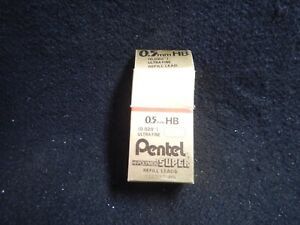 0.5mm HB
ULTRA FINE
REFILL LEAD
0.5mm HB
ULTRA FINE
Pentel
SUPER
REFILL LEADS